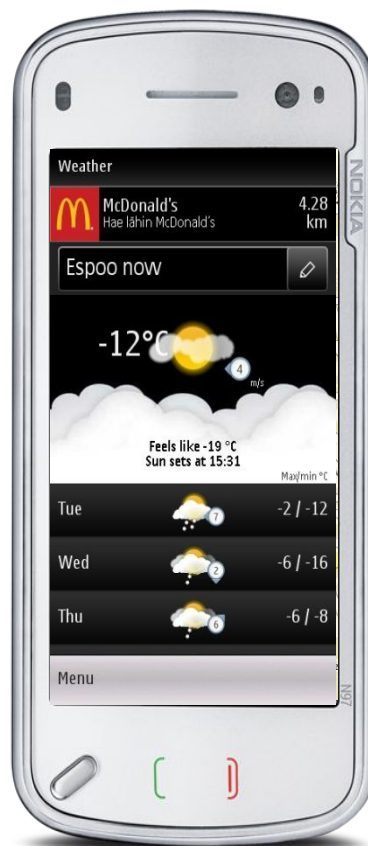 NOKIA
Weather
McDonald's
Hae lähin McDonald's
4.28
km
Espoo now
-12°C
4
m/s
Feels like -19 °C
Sun sets at 15:31
Max/min °C
Tue 7 -2 / -12
Wed 2 -6 / -16
Thu 6 -6 / -8
Menu
N97